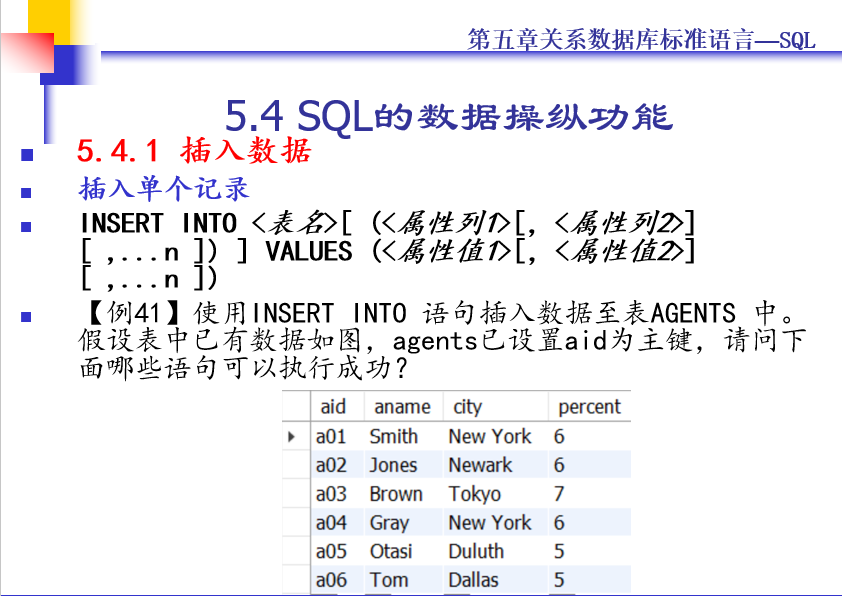 第五章关系数据库标准语言—SQL
5.4 SQL的数据操纵功能
5.4.1 插入数据
插入单个记录
INSERT INTO <表名>[ (<属性列1>[, <属性列2>]
[ ,...n ]) ] VALUES (<属性值1>[, <属性值2>]
[ ,...n ])
【例41】使用INSERT INTO 语句插入数据至表AGENTS 中。
假设表中已有数据如图，agents已设置aid为主键，请问下
面哪些语句可以执行成功？
aid aname city percent
a01 Smith New York 6
a02 Jones Newark 6
a03 Brown Tokyo 7
a04 Gray New York 6
a05 Otasi Duluth 5
a06 Tom Dallas 5